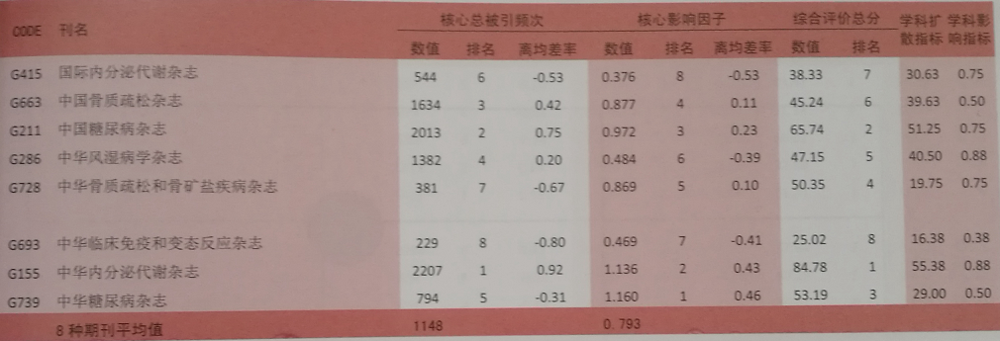 CODE 刊名 核心总被引频次 核心影响因子 综合评价总分 学科扩散指标 学科影响指标
数值 排名 离均差率 数值 排名 离均差率 数值 排名
G415 国际内分泌代谢杂志 544 6 -0.53 0.376 8 -0.53 38.33 7 30.63 0.75
G663 中国骨质疏松杂志 1634 3 0.42 0.877 4 0.11 45.24 6 39.63 0.50
G211 中国糖尿病杂志 2013 2 0.75 0.972 3 0.23 65.74 2 51.25 0.75
G286 中华风湿病学杂志 1382 4 0.20 0.484 6 -0.39 47.15 5 40.50 0.88
G728 中华骨质疏松和骨矿盐疾病杂志 381 7 -0.67 0.869 5 0.10 50.35 4 19.75 0.75
G693 中华临床免疫和变态反应杂志 229 8 -0.80 0.469 7 -0.41 25.02 8 16.38 0.38
G155 中华内分泌代谢杂志 2207 1 0.92 1.136 2 0.43 84.78 1 55.38 0.88
G739 中华糖尿病杂志 794 5 -0.31 1.160 1 0.46 53.19 3 29.00 0.50
8 种期刊平均值 1148 0.793